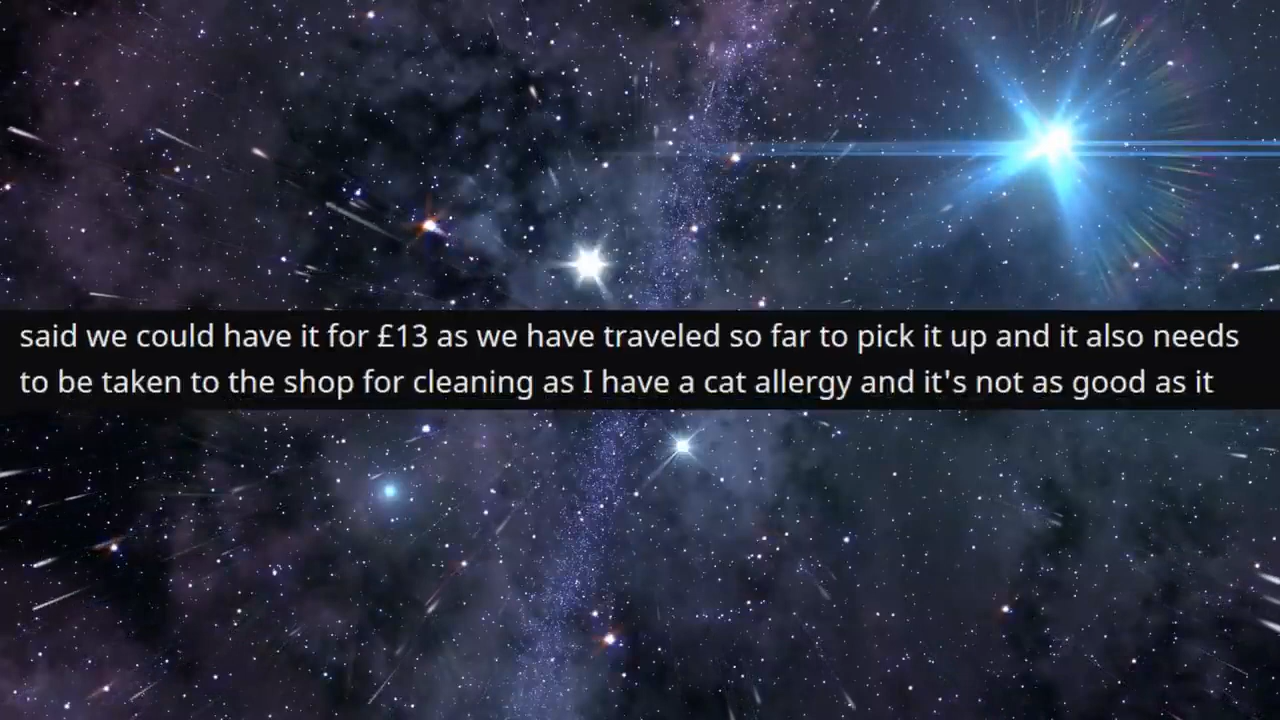 said we could have it for £13 as we have traveled so far to pick it up and it also needs
to be taken to the shop for cleaning as I have a cat allergy and it's not as good as it